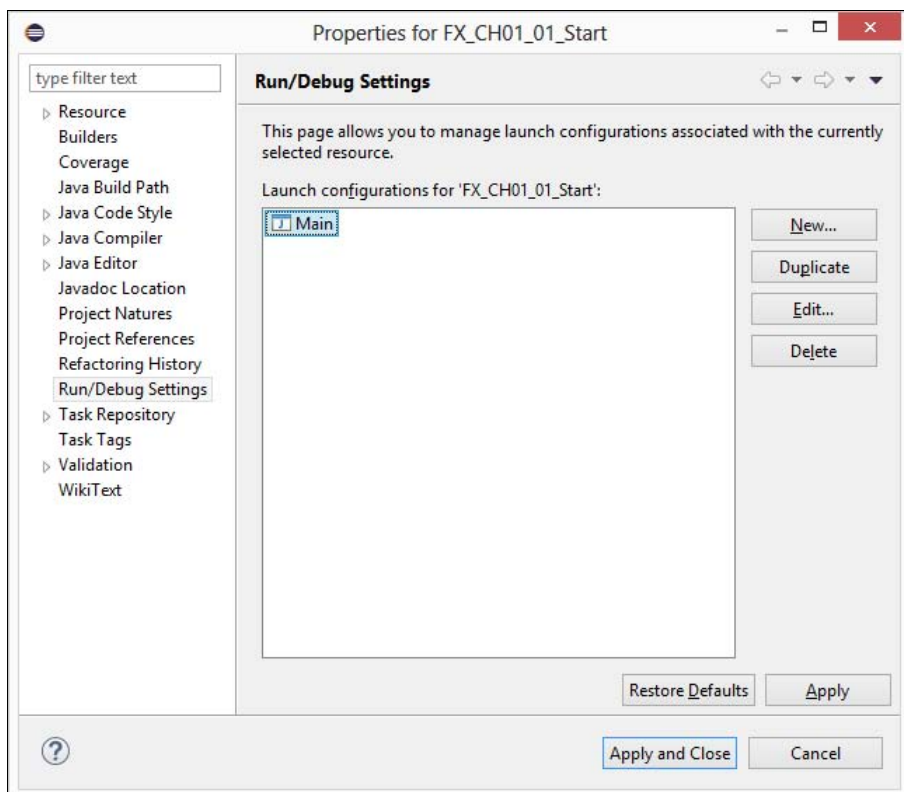 Properties for FX_CH01_01_Start
type filter text
Resource
Builders
Coverage
Java Build Path
Java Code Style
Java Compiler
Java Editor
Javadoc Location
Project Natures
Project References
Refactoring History
Run/Debug Settings
Task Repository
Task Tags
Validation
WikiText
Run/Debug Settings
This page allows you to manage launch configurations associated with the currently
selected resource.
Launch configurations for 'FX_CH01_01_Start':
Main
New...
Duplicate
Edit...
Delete
Restore Defaults
Apply
Apply and Close
Cancel